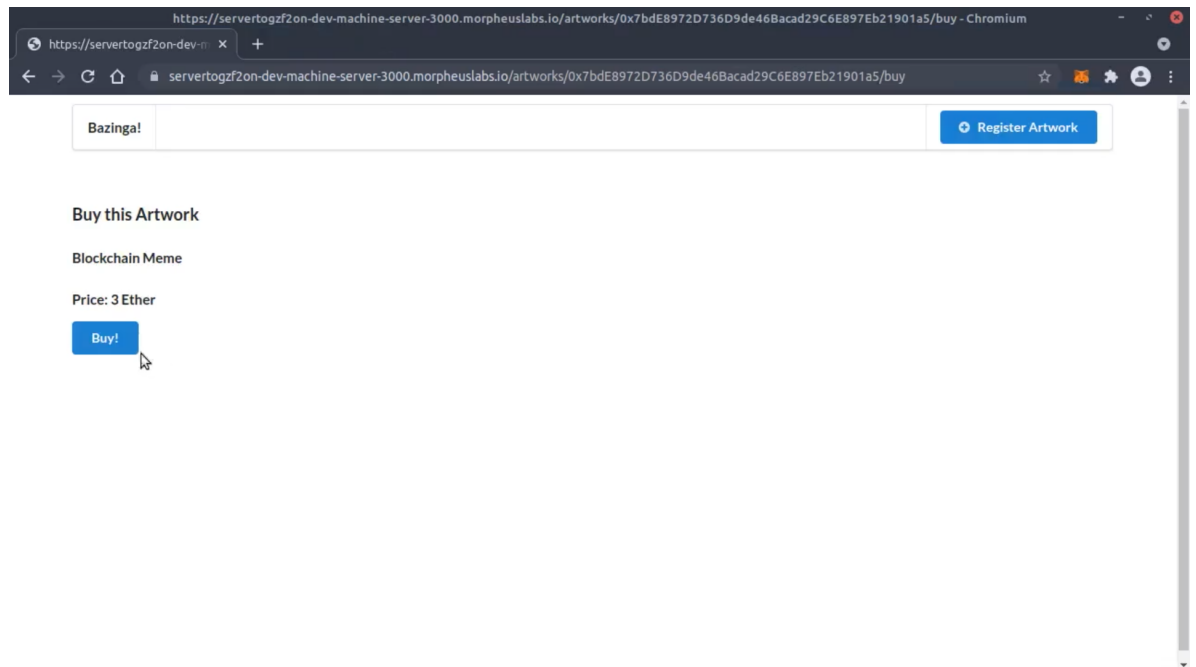 https://servertogzf2on-dev-machine-server-3000.morpheuslabs.io/artworks/0x7bdE8972D736D9de46Bacad29C6E897Eb21901a5/buy - Chromium
https://servertogzf2on-dev-m
servertogzf2on-dev-machine-server-3000.morpheuslabs.io/artworks/0x7bdE8972D736D9de46Bacad29C6E897Eb21901a5/buy
Bazinga!
Register Artwork
Buy this Artwork
Blockchain Meme
Price: 3 Ether
Buy!